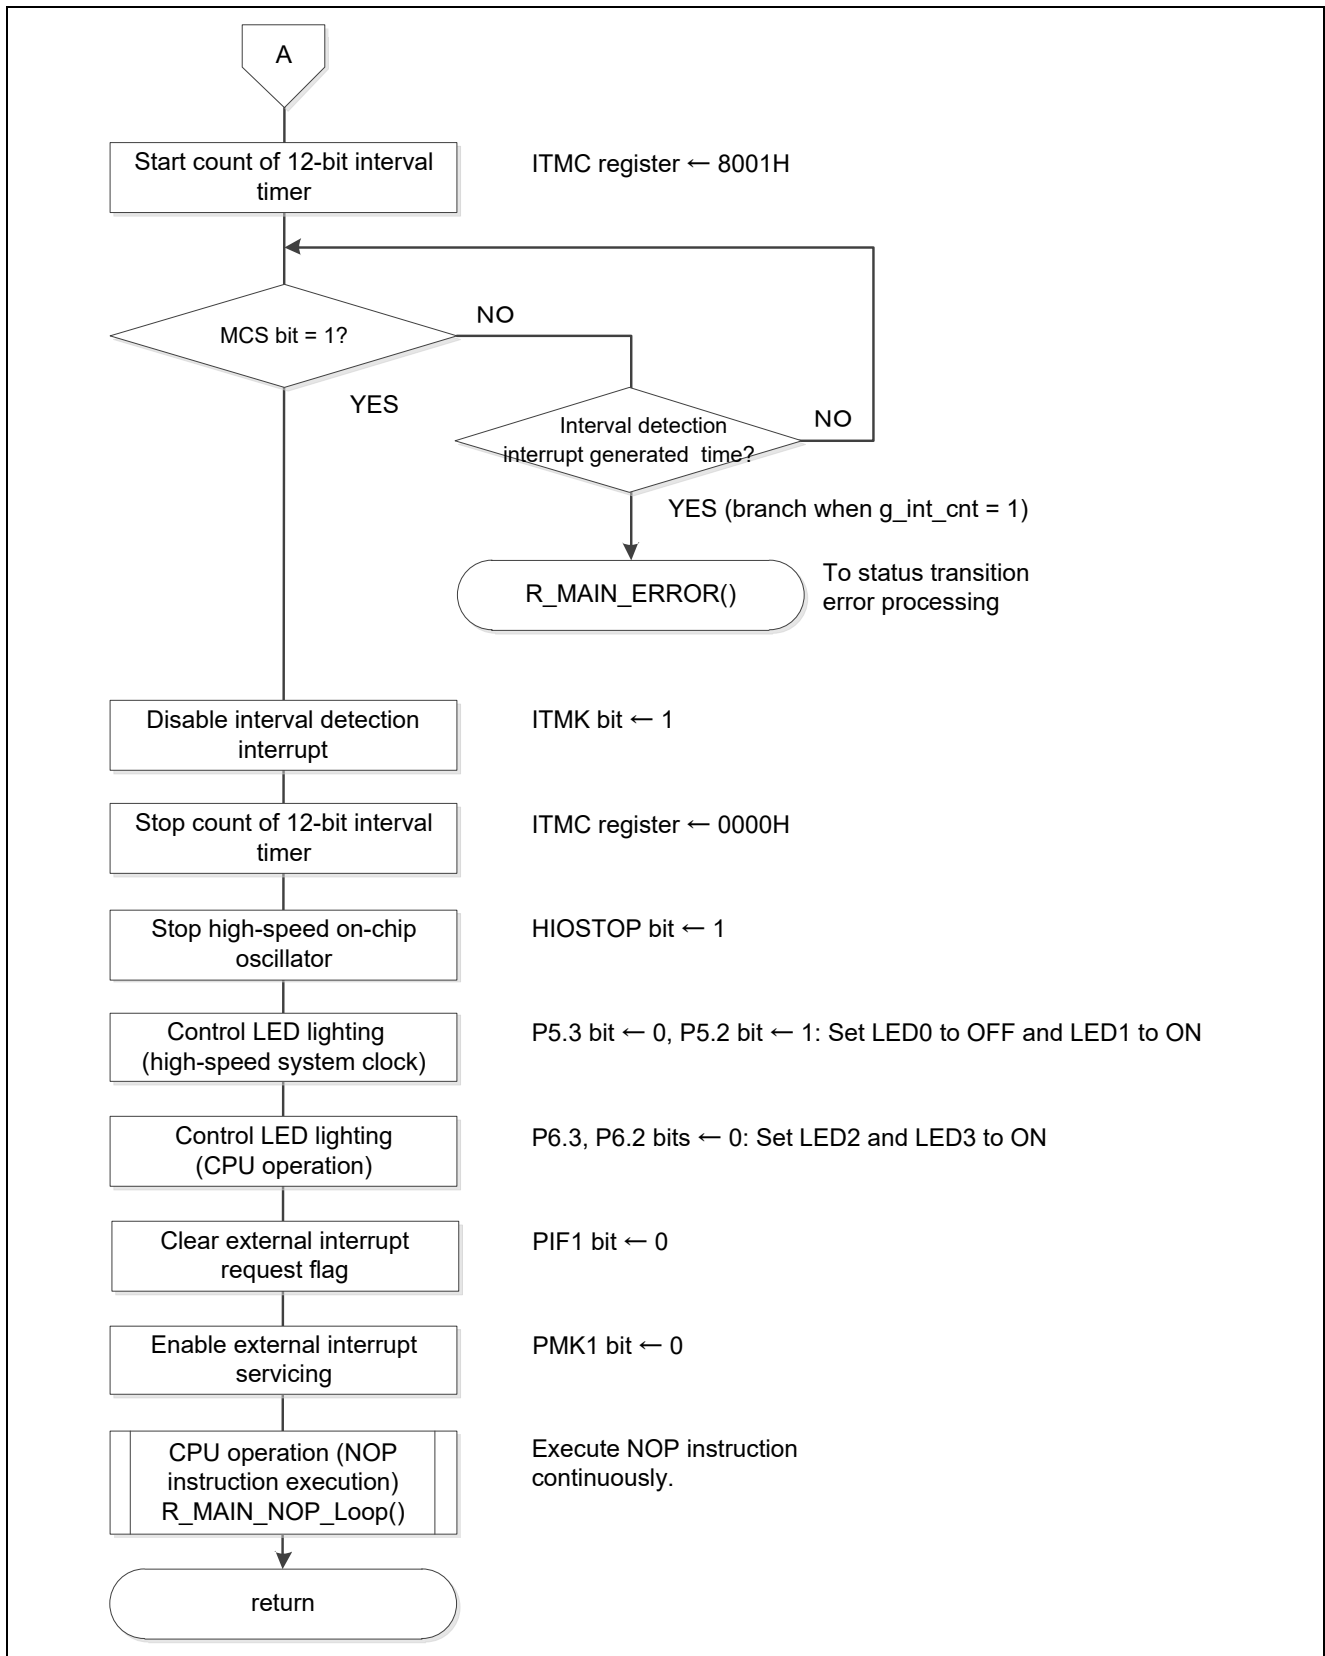 A
Start count of 12-bit interval
timer
ITMC register ← 8001H
MCS bit = 1?
NO
YES
Interval detection
interrupt generated  time?
NO
YES (branch when g_int_cnt = 1)
R_MAIN_ERROR()
To status transition
error processing
Disable interval detection
interrupt
ITMK bit ← 1
Stop count of 12-bit interval
timer
ITMC register ← 0000H
Stop high-speed on-chip
oscillator
HIOSTOP bit ← 1
Control LED lighting
(high-speed system clock)
P5.3 bit ← 0, P5.2 bit ← 1: Set LED0 to OFF and LED1 to ON
Control LED lighting
(CPU operation)
P6.3, P6.2 bits ← 0: Set LED2 and LED3 to ON
Clear external interrupt
request flag
PIF1 bit ← 0
Enable external interrupt
servicing
PMK1 bit ← 0
CPU operation (NOP
instruction execution)
R_MAIN_NOP_Loop()
Execute NOP instruction
continuously.
return